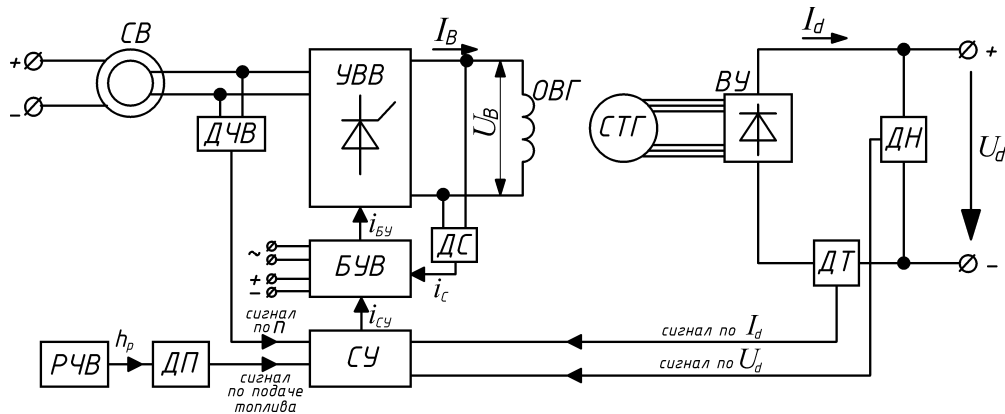 СВ
+
−
ДЧВ
УВВ
I_B
U_B
ОВГ
ДС
i_БУ
БУВ
~
+
−
i_C
i_СУ
СУ
сигнал
по n
РЧВ
h_p
ДП
сигнал
по подаче
топлива
СТГ
ВУ
I_d
+
ДН
U_d
ДТ
−
сигнал по I_d
сигнал по U_d